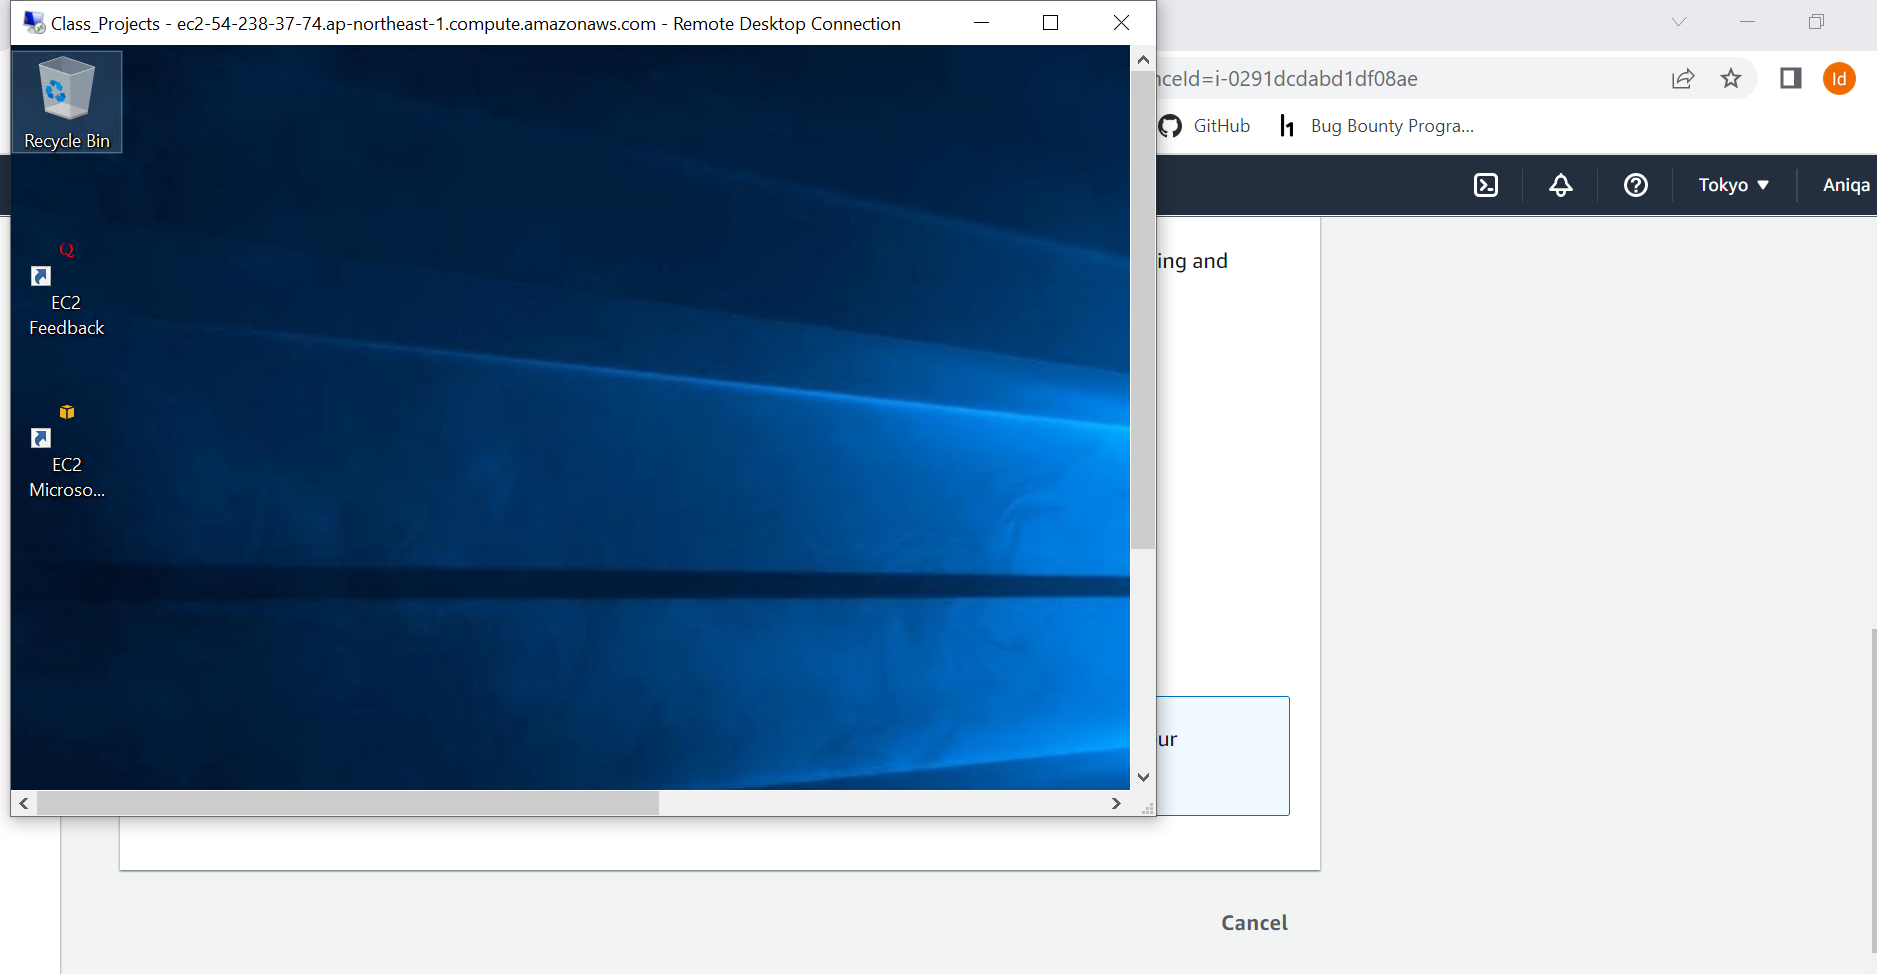 Class_Projects - ec2-54-238-37-74.ap-northeast-1.compute.amazonaws.com - Remote Desktop Connection
nceId=i-0291dcdabd1df08ae
Id
GitHub
Bug Bounty Progra...
Tokyo
Aniqa
Recycle Bin
Q
EC2
Feedback
EC2
Microso...
ing and
ur
Cancel